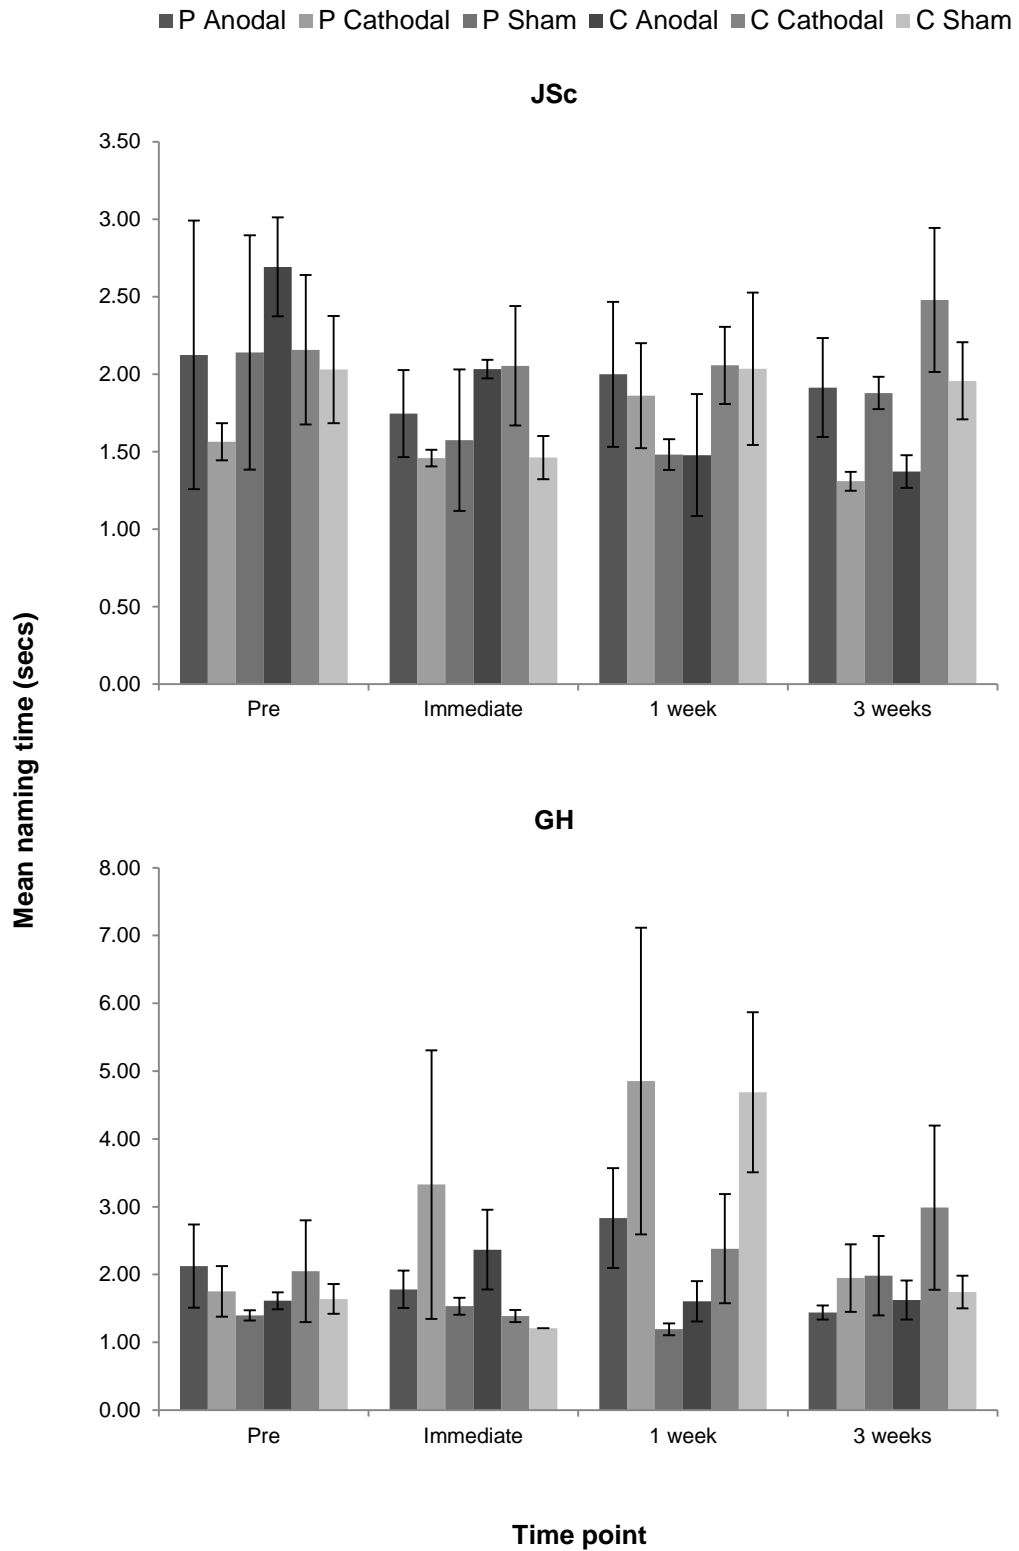 P Anodal P Cathodal P Sham C Anodal C Cathodal C Sham
JSc
3.50
3.00
2.50
2.00
1.50
1.00
0.50
0.00
Pre Immediate 1 week 3 weeks
Mean naming time (secs)
GH
8.00
7.00
6.00
5.00
4.00
3.00
2.00
1.00
0.00
Pre Immediate 1 week 3 weeks
Time point